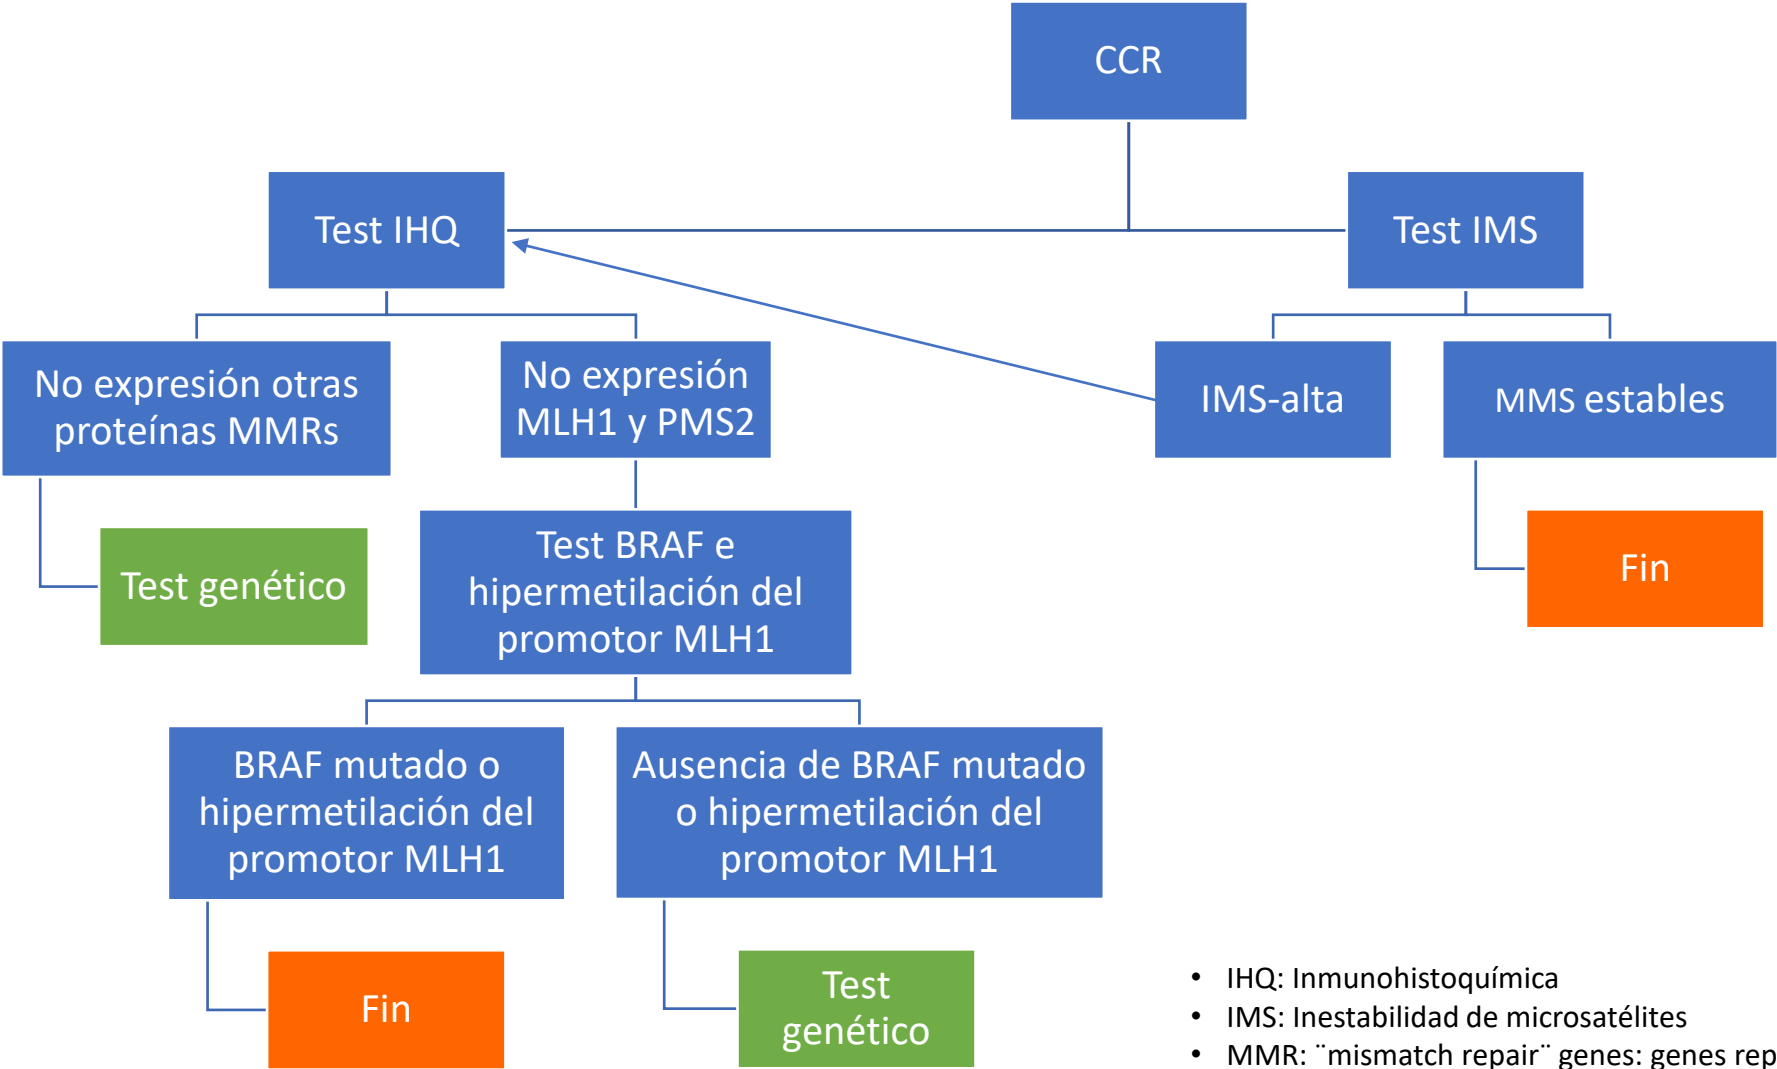 CCR
Test IHQ
Test IMS
No expresión otras
proteínas MMRs
No expresión
MLH1 y PMS2
IMS-alta
MMS estables
Test genético
Test BRAF e
hipermetilación del
promotor MLH1
Fin
BRAF mutado o
hipermetilación del
promotor MLH1
Ausencia de BRAF mutado
o hipermetilación del
promotor MLH1
Fin
Test
genético
• IHQ: Inmunohistoquímica
• IMS: Inestabilidad de microsatélites
• MMR: ¨mismatch repair¨ genes: genes rep